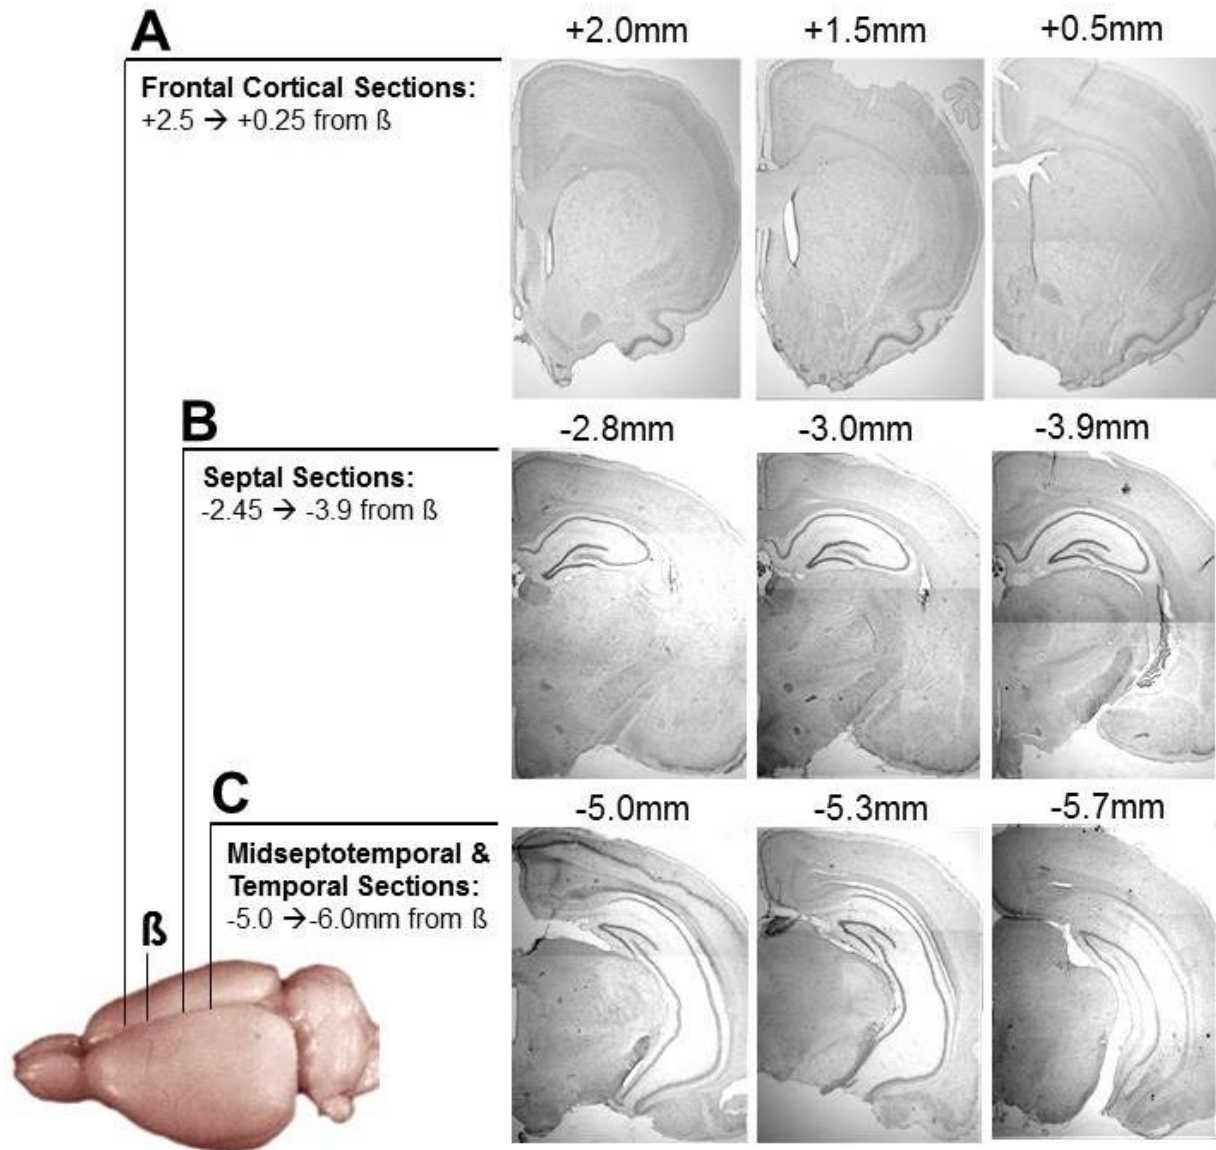 A
+2.0mm +1.5mm +0.5mm
Frontal Cortical Sections:
+2.5 → +0.25 from ß
B
-2.8mm -3.0mm -3.9mm
Septal Sections:
-2.45 → -3.9 from ß
C
-5.0mm -5.3mm -5.7mm
Midseptotemporal &
Temporal Sections:
-5.0 →-6.0mm from ß
ß